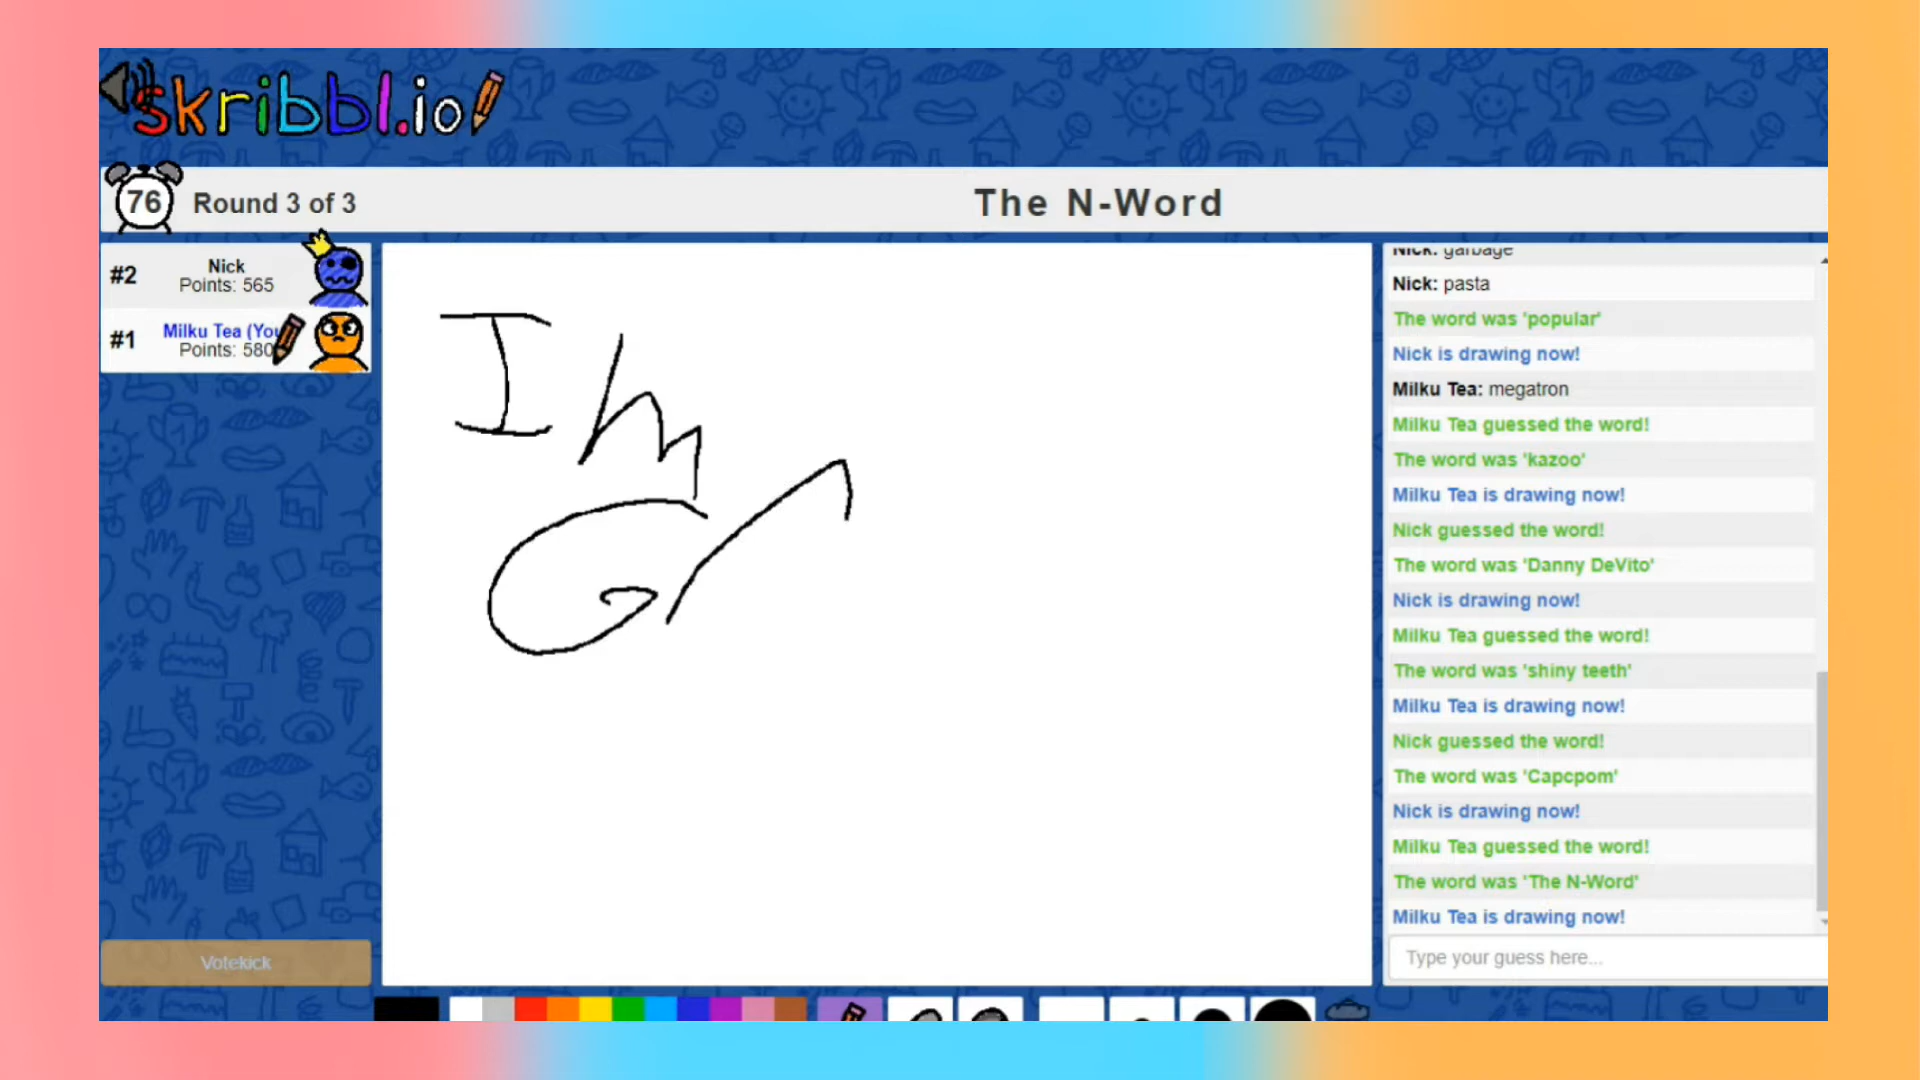 skribbl.io
76 Round 3 of 3 The N-Word
#2 Nick
Points: 565
#1 Milku Tea (You
Points: 580
Im
Gr
Nick: garbage
Nick: pasta
The word was 'popular'
Nick is drawing now!
Milku Tea: megatron
Milku Tea guessed the word!
The word was 'kazoo'
Milku Tea is drawing now!
Nick guessed the word!
The word was 'Danny DeVito'
Nick is drawing now!
Milku Tea guessed the word!
The word was 'shiny teeth'
Milku Tea is drawing now!
Nick guessed the word!
The word was 'Capcpom'
Nick is drawing now!
Milku Tea guessed the word!
The word was 'The N-Word'
Milku Tea is drawing now!
Type your guess here...
Votekick